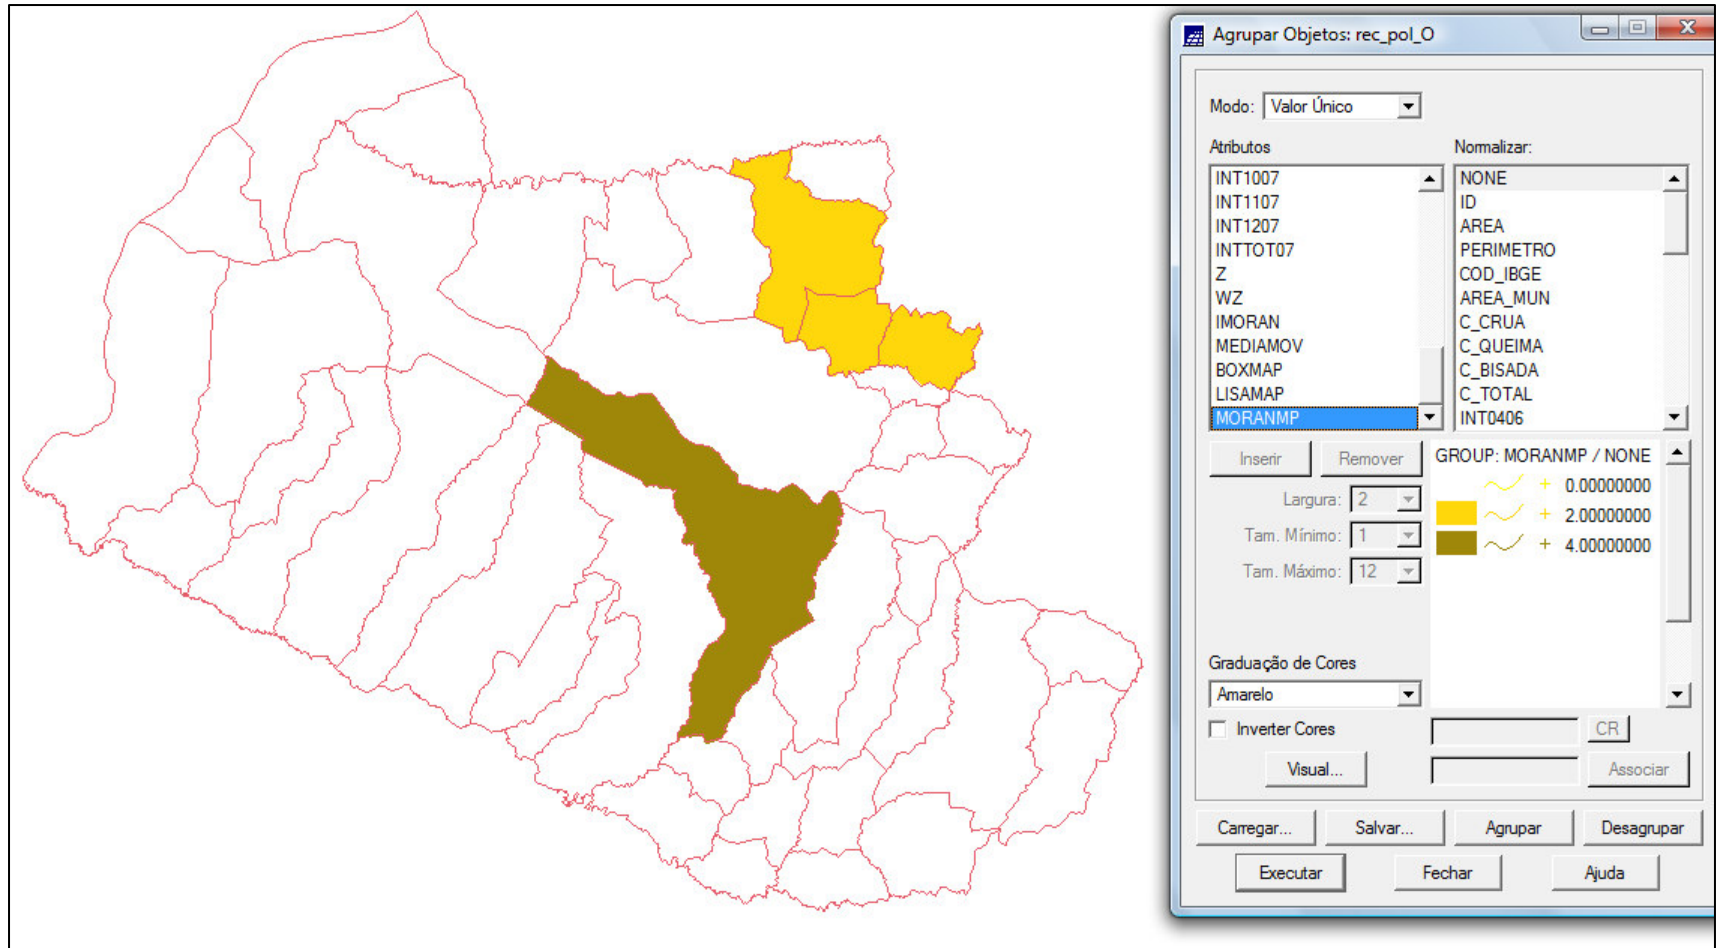 Agrupar Objetos: rec_pol_O
Modo: Valor Único
Atributos
Normalizar:
INT1007
INT1107
INT1207
INTTOT07
Z
WZ
IMORAN
MEDIAMOV
BOXMAP
LISAMAP
MORANMP
NONE
ID
AREA
PERIMETRO
COD_IBGE
AREA_MUN
C_CRUA
C_QUEIMA
C_BISADA
C_TOTAL
INT0406
Inserir
Remover
Largura: 2
Tam. Mínimo: 1
Tam. Máximo: 12
GROUP: MORANMP / NONE
0.00000000
2.00000000
4.00000000
Graduação de Cores
Amarelo
Inverter Cores
CR
Visual...
Associar
Carregar...
Salvar...
Agrupar
Desagrupar
Executar
Fechar
Ajuda